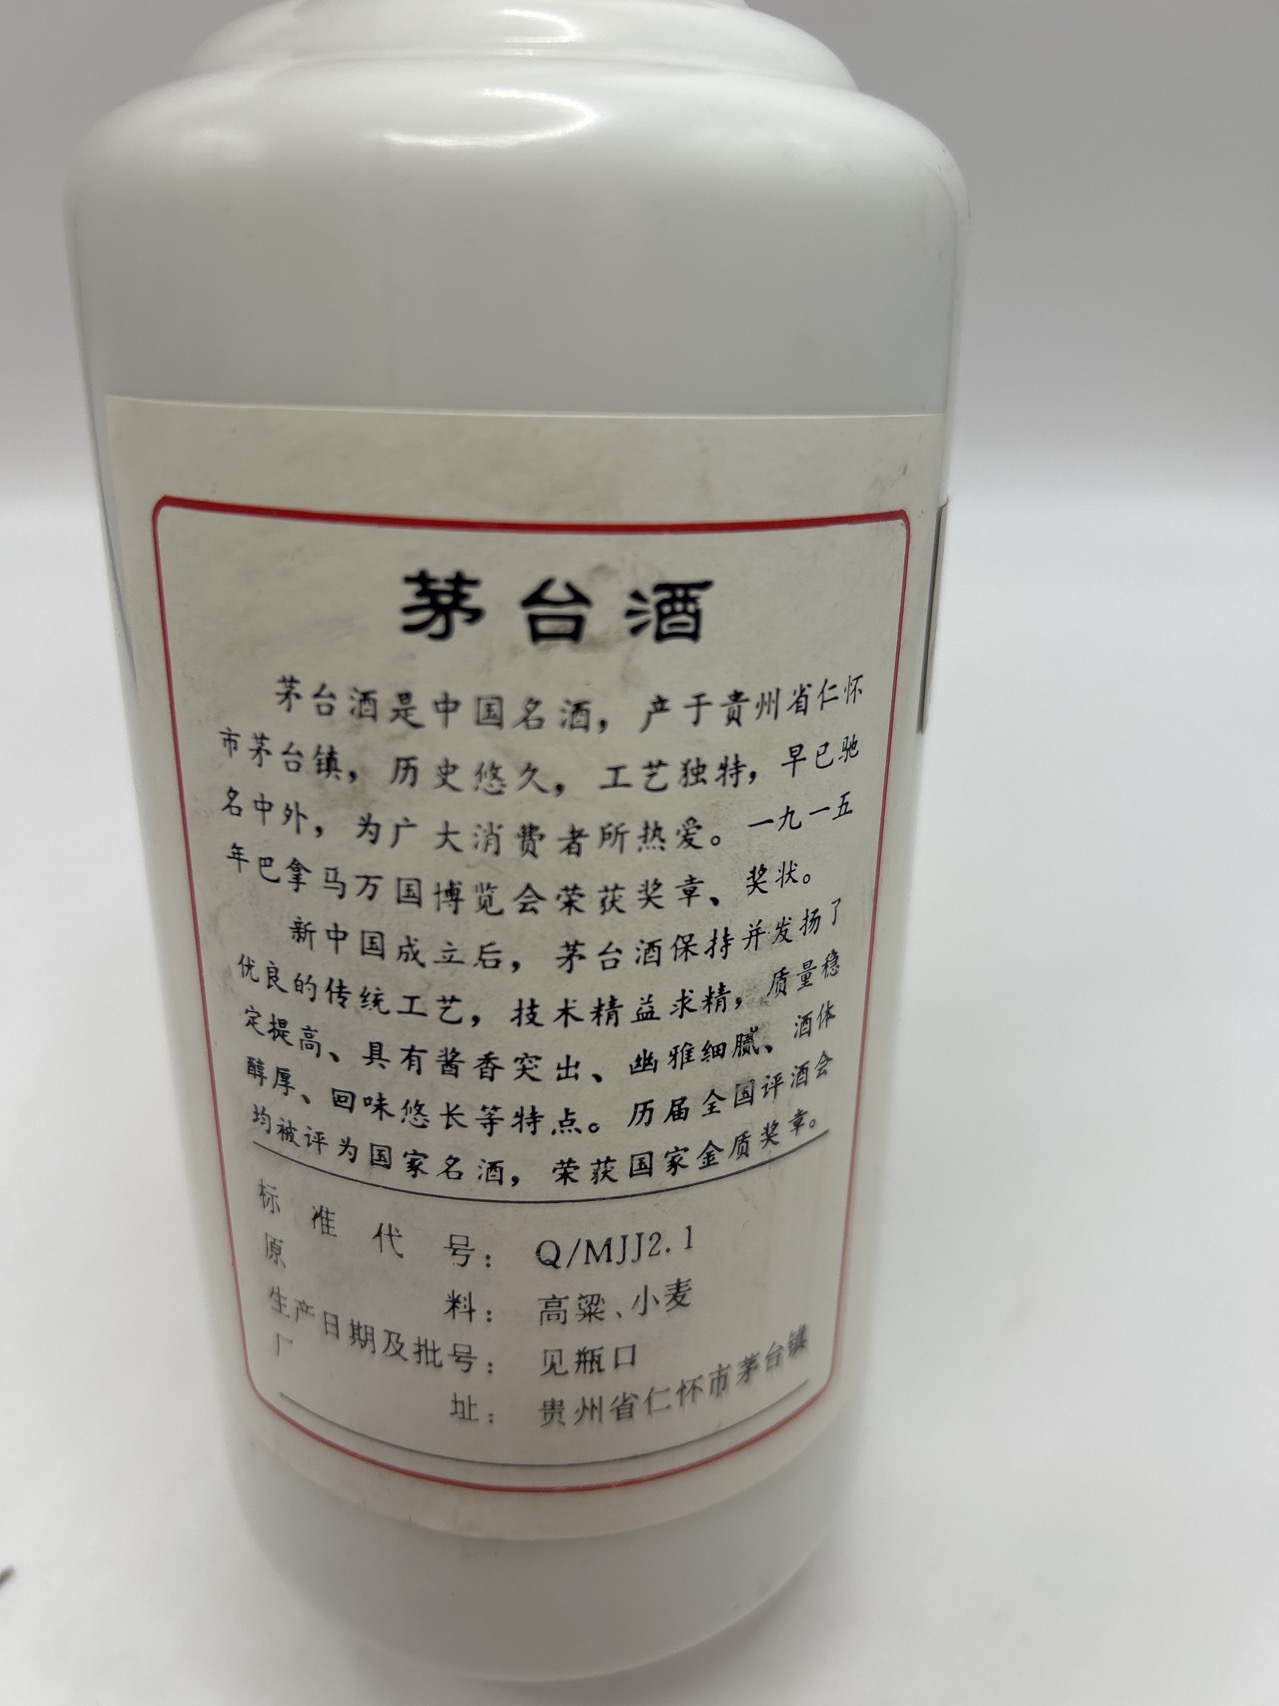 茅台酒
茅台酒是中国名酒，产于贵州省仁怀
市茅台镇，历史悠久，工艺独特，早已驰
名中外，为广大消费者所热爱。一九一五
年巴拿马万国博览会荣获奖章、奖状。
新中国成立后，茅台酒保持并发扬了
优良的传统工艺，技术精益求精，质量稳
定提高、具有酱香突出、幽雅细腻、酒体
醇厚、回味悠长等特点。历届全国评酒会
均被评为国家名酒，荣获国家金质奖章。
标准代号：Q/MJJ2.1
原料：高粱、小麦
生产日期及批号：见瓶口
厂址：贵州省仁怀市茅台镇